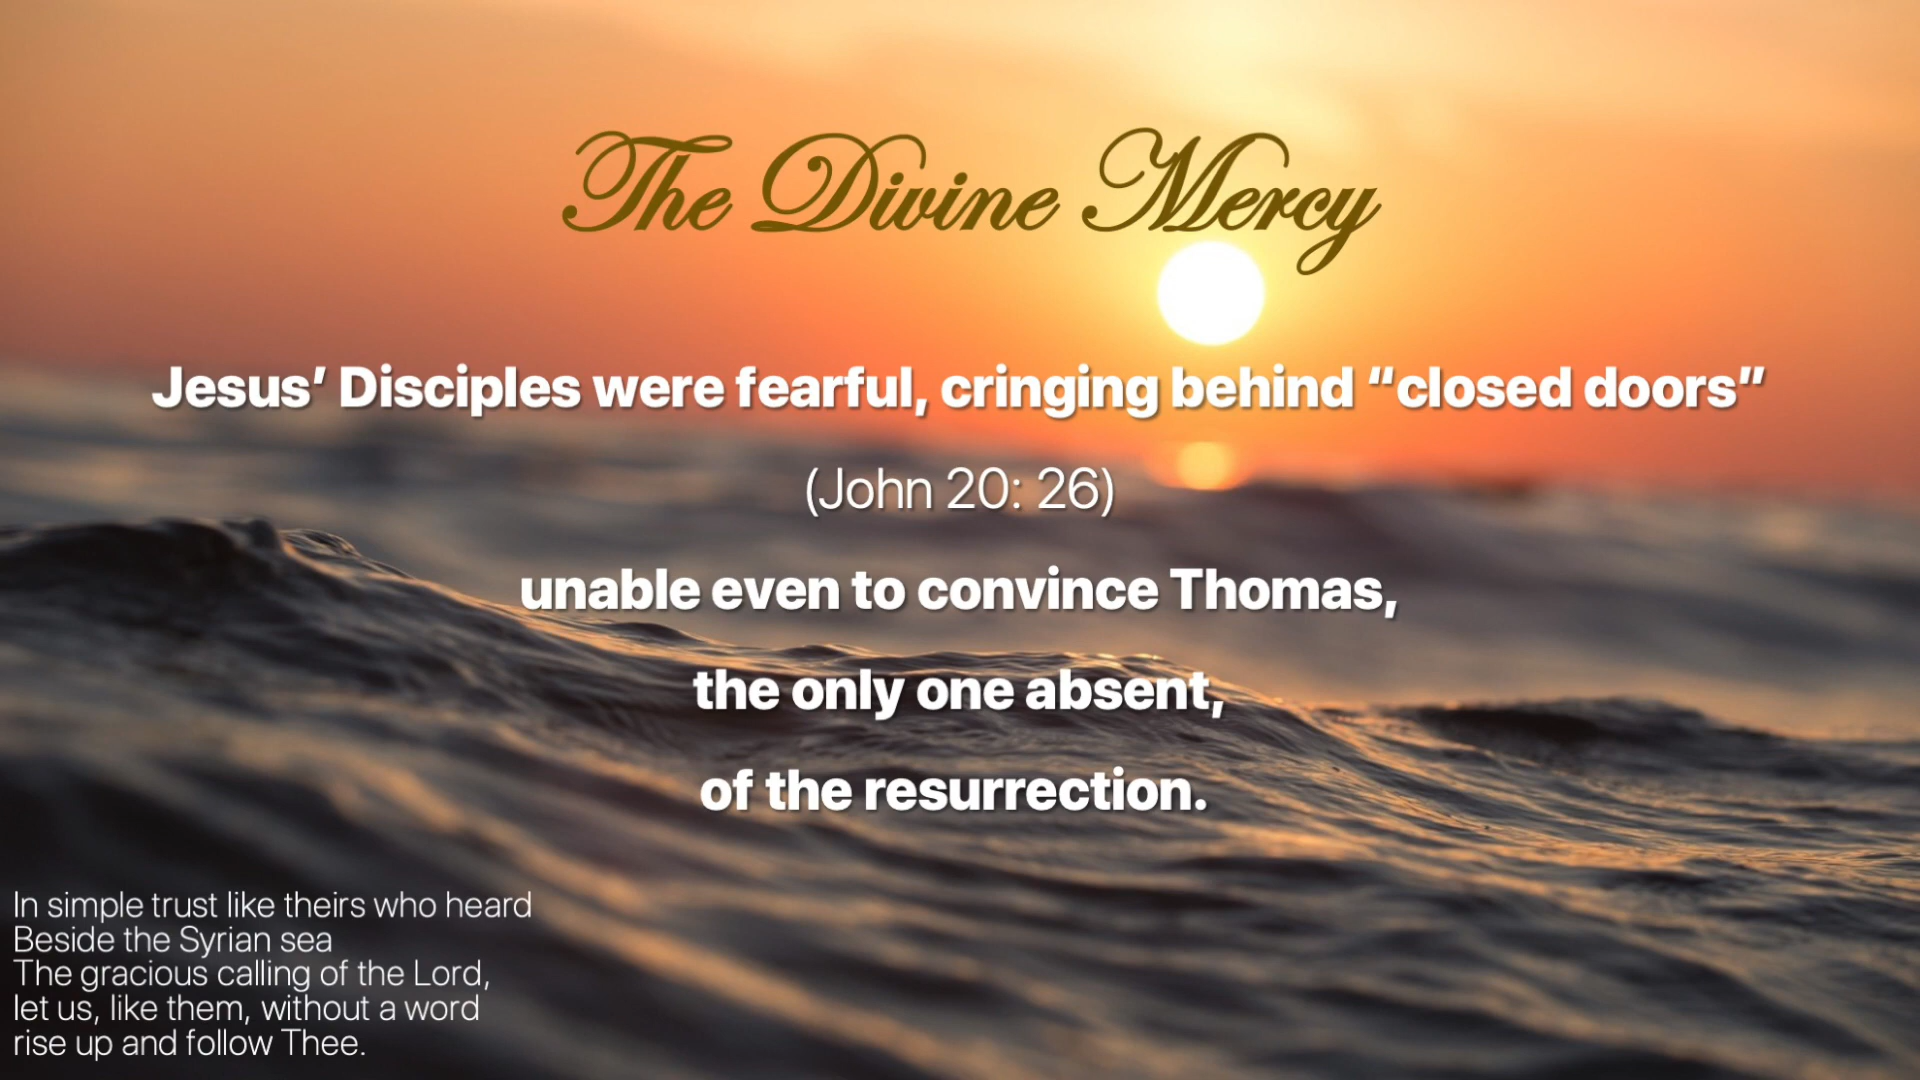 The Divine Mercy
Jesus’ Disciples were fearful, cringing behind “closed doors”
(John 20: 26)
unable even to convince Thomas,
the only one absent,
of the resurrection.
In simple trust like theirs who heard
Beside the Syrian sea
The gracious calling of the Lord,
let us, like them, without a word
rise up and follow Thee.